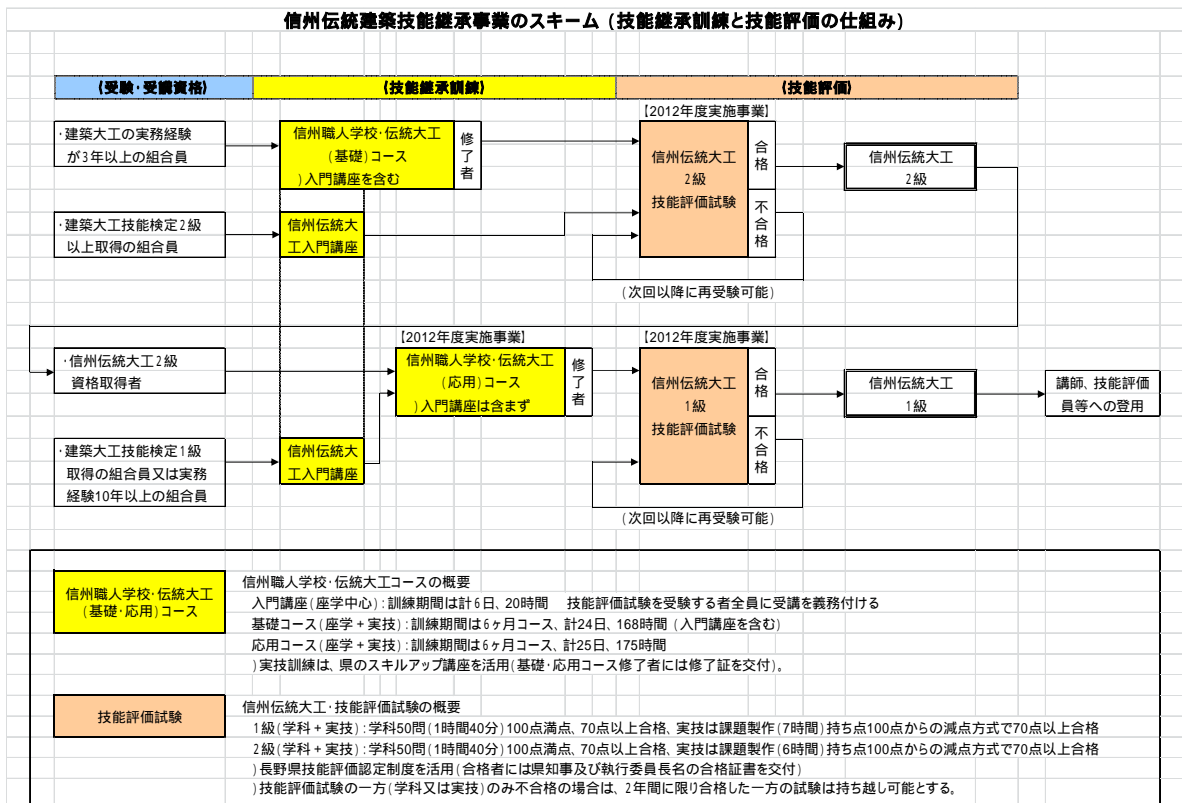 信州伝統建築技能継承事業のスキーム（技能継承訓練と技能評価の仕組み）
（受験・受講資格）
（技能継承訓練）
（技能評価）
【2012年度実施事業】
・建築大工の実務経験
が3年以上の組合員
信州職人学校・伝統大工
（基礎）コース
）入門講座を含む
修了者
信州伝統大工
2級
技能評価試験
合格
不合格
信州伝統大工
2級
・建築大工技能検定2級
以上取得の組合員
信州伝統大
工入門講座
（次回以降に再受験可能）
【2012年度実施事業】
【2012年度実施事業】
・信州伝統大工2級
資格取得者
信州職人学校・伝統大工
（応用）コース
）入門講座は含まず
修了者
信州伝統大工
1級
技能評価試験
合格
不合格
信州伝統大工
1級
講師、技能評価
員等への登用
・建築大工技能検定1級
取得の組合員又は実務
経験10年以上の組合員
信州伝統大
工入門講座
（次回以降に再受験可能）
信州職人学校・伝統大工
（基礎・応用）コース
信州職人学校・伝統大工コースの概要
入門講座（座学中心）：訓練期間は計6日、20時間　技能評価試験を受験する者全員に受講を義務付ける
基礎コース（座学＋実技）：訓練期間は6ヶ月コース、計24日、168時間（入門講座を含む）
応用コース（座学＋実技）：訓練期間は6ヶ月コース、計25日、175時間
）実技訓練は、県のスキルアップ講座を活用（基礎・応用コース修了者には修了証を交付）。
技能評価試験
信州伝統大工・技能評価試験の概要
1級（学科＋実技）：学科50問（1時間40分）100点満点、70点以上合格、実技は課題製作（7時間）持ち点100点からの減点方式で70点以上合格
2級（学科＋実技）：学科50問（1時間40分）100点満点、70点以上合格、実技は課題製作（6時間）持ち点100点からの減点方式で70点以上合格
）長野県技能評価認定制度を活用（合格者には県知事及び執行委員長名の合格証書を交付）
）技能評価試験の一方（学科又は実技）のみ不合格の場合は、2年間に限り合格した一方の試験は持ち越し可能とする。